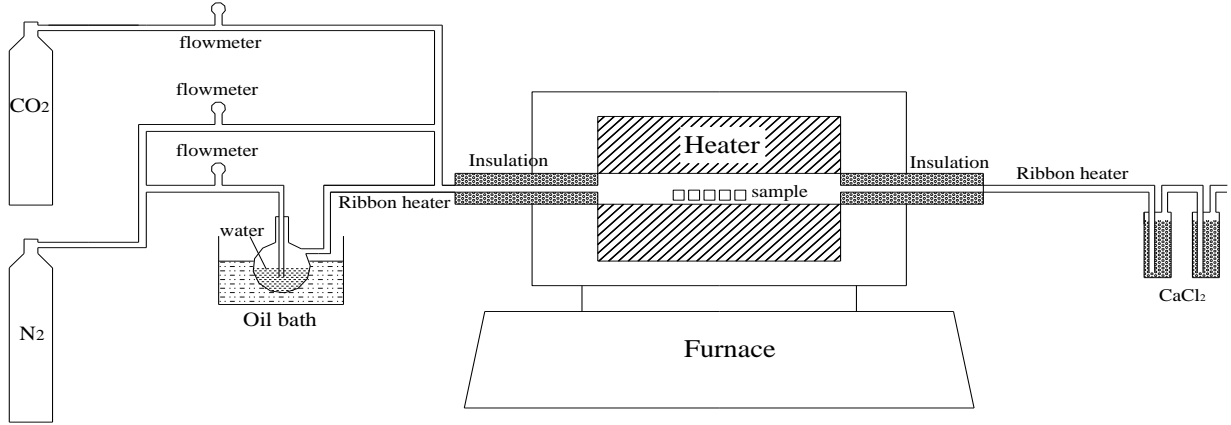 flowmeter
CO2
flowmeter
flowmeter
Heater
Insulation
Insulation
Ribbon heater
sample
Ribbon heater
water
CaCl2
Oil bath
N2
Furnace